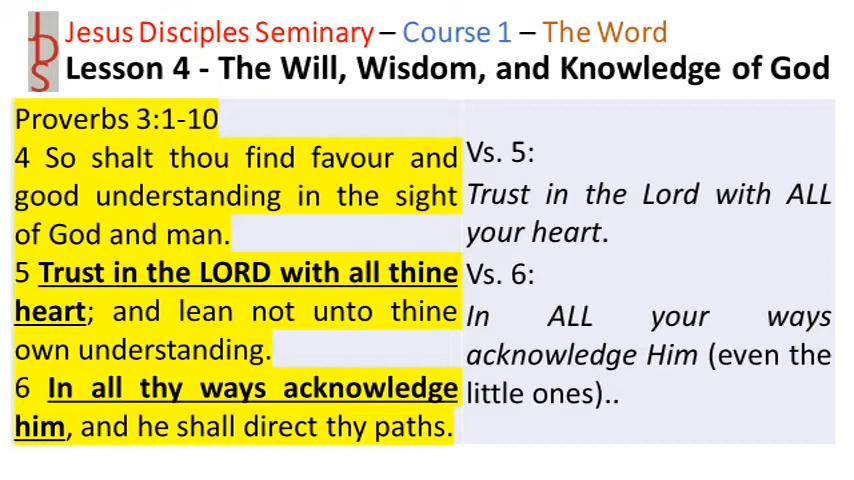 JDS
Jesus Disciples Seminary – Course 1 – The Word
Lesson 4 - The Will, Wisdom, and Knowledge of God
Proverbs 3:1-10
4 So shalt thou find favour and
good understanding in the sight
of God and man.
5 Trust in the LORD with all thine
heart; and lean not unto thine
own understanding.
6 In all thy ways acknowledge
him, and he shall direct thy paths.
Vs. 5:
Trust in the Lord with ALL
your heart.
Vs. 6:
In ALL your ways
acknowledge Him (even the
little ones)..